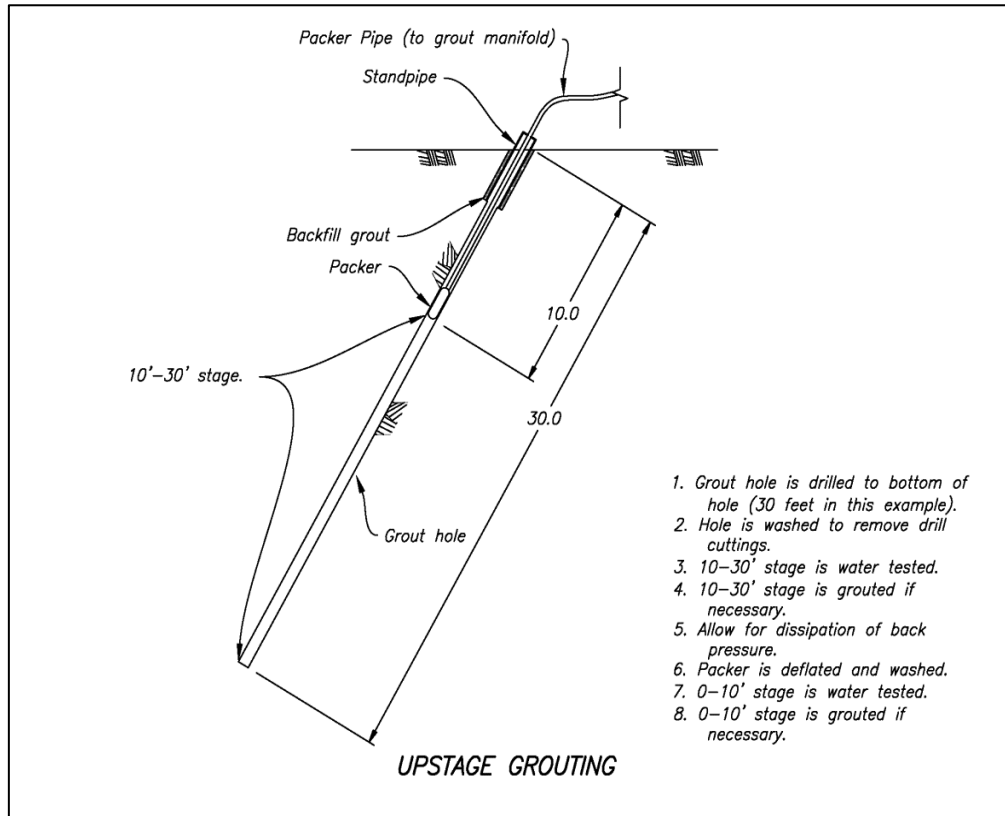 Packer Pipe (to grout manifold)
Standpipe
Backfill grout
Packer
10.0
10'-30' stage.
30.0
Grout hole
1. Grout hole is drilled to bottom of
hole (30 feet in this example).
2. Hole is washed to remove drill
cuttings.
3. 10-30' stage is water tested.
4. 10-30' stage is grouted if
necessary.
5. Allow for dissipation of back
pressure.
6. Packer is deflated and washed.
7. 0-10' stage is water tested.
8. 0-10' stage is grouted if
necessary.
UPSTAGE GROUTING